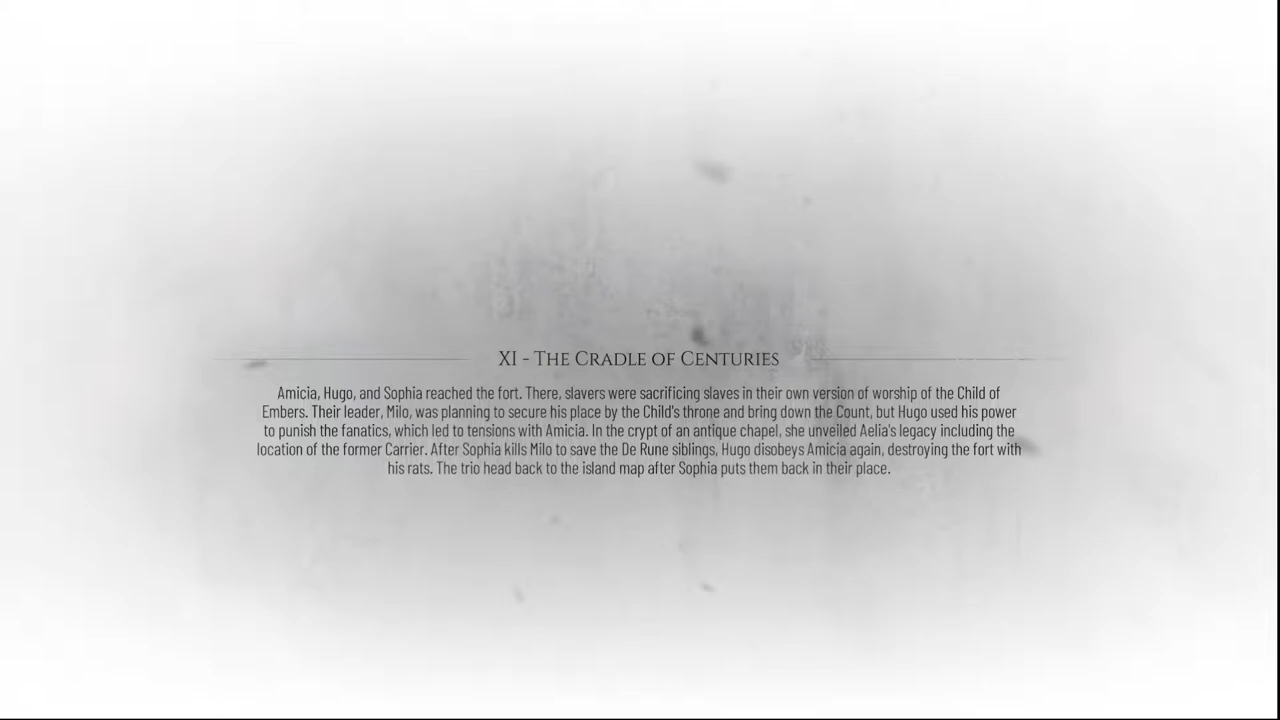 XI - The Cradle of Centuries
Amicia, Hugo, and Sophia reached the fort. There, slavers were sacrificing slaves in their own version of worship of the Child of
Embers. Their leader, Milo, was planning to secure his place by the Child's throne and bring down the Count, but Hugo used his power
to punish the fanatics, which led to tensions with Amicia. In the crypt of an antique chapel, she unveiled Aelia's legacy including the
location of the former Carrier. After Sophia kills Milo to save the De Rune siblings, Hugo disobeys Amicia again, destroying the fort with
his rats. The trio head back to the island map after Sophia puts them back in their place.